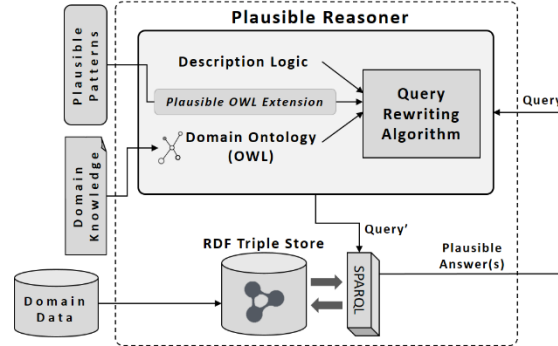 Plausible Reasoner
Plausible
Patterns
Description Logic
Plausible OWL Extension
Domain Ontology
(OWL)
Query
Rewriting
Algorithm
Query
Domain
Knowledge
Query'
RDF Triple Store
SPARQL
Plausible
Answer(s)
Domain
Data